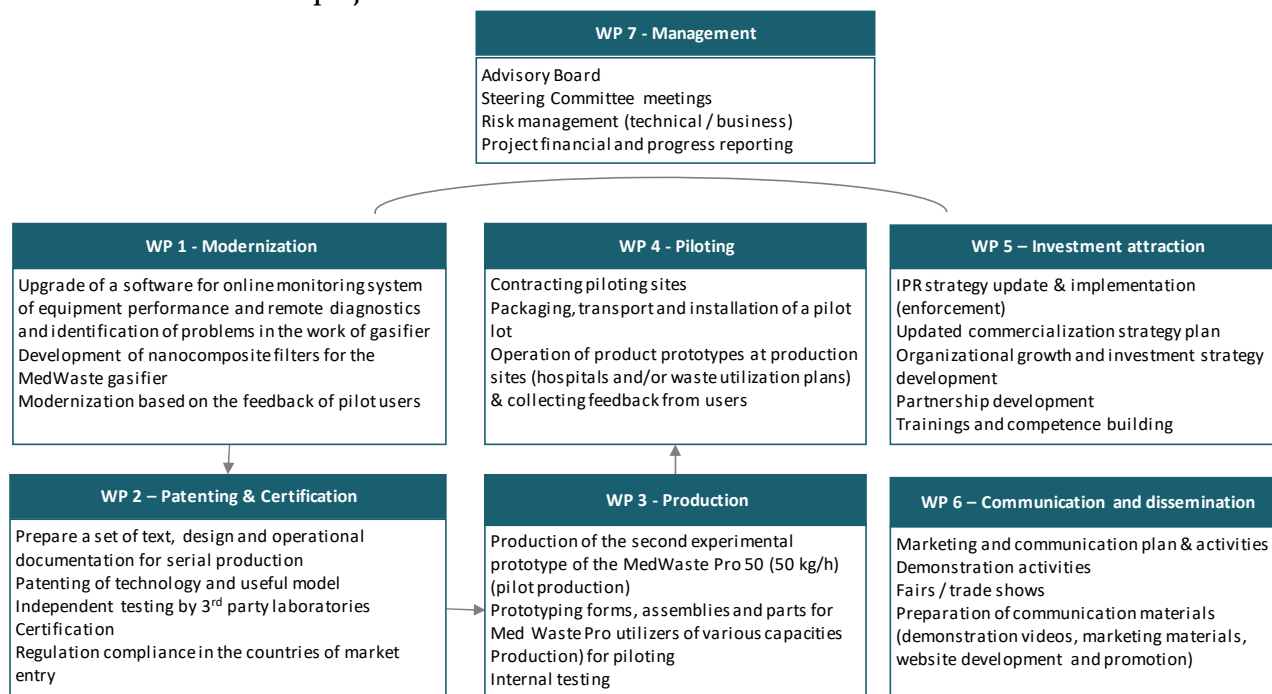 WP 7 - Management
Advisory Board
Steering Committee meetings
Risk management (technical / business)
Project financial and progress reporting
WP 1 - Modernization
Upgrade of a software for online monitoring system
of equipment performance and remote diagnostics
and identification of problems in the work of gasifier
Development of nanocomposite filters for the
MedWaste gasifier
Modernization based on the feedback of pilot users
WP 4 - Piloting
Contracting piloting sites
Packaging, transport and installation of a pilot
lot
Operation of product prototypes at production
sites (hospitals and/or waste utilization plans)
& collecting feedback from users
WP 5 – Investment attraction
IPR strategy update & implementation
(enforcement)
Updated commercialization strategy plan
Organizational growth and investment strategy
development
Partnership development
Trainings and competence building
WP 2 – Patenting & Certification
Prepare a set of text, design and operational
documentation for serial production
Patenting of technology and useful model
Independent testing by 3rd party laboratories
Certification
Regulation compliance in the countries of market
entry
WP 3 - Production
Production of the second experimental
prototype of the MedWaste Pro 50 (50 kg/h)
(pilot production)
Prototyping forms, assemblies and parts for
Med Waste Pro utilizers of various capacities
Production) for piloting
Internal testing
WP 6 – Communication and dissemination
Marketing and communication plan & activities
Demonstration activities
Fairs / trade shows
Preparation of communication materials
(demonstration videos, marketing materials,
website development and promotion)